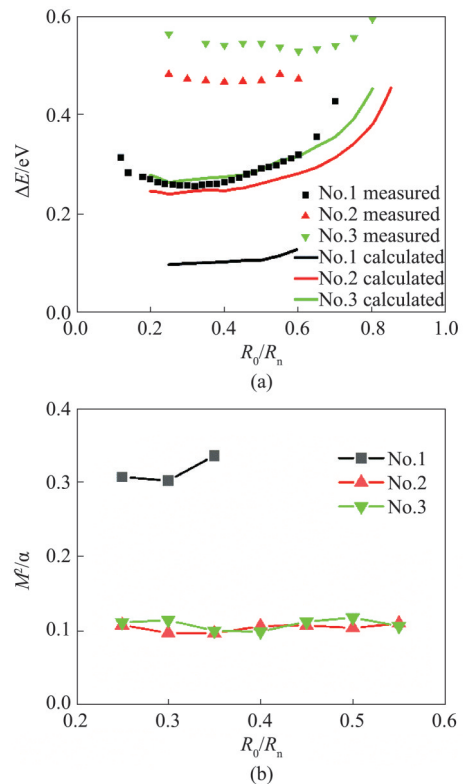 0.6
0.4
0.2
0.0
ΔE/eV
No.1 measured
No.2 measured
No.3 measured
No.1 calculated
No.2 calculated
No.3 calculated
0.0 0.2 0.4 0.6 0.8 1.0
R0/Rn
(a)
0.4
0.3
0.2
0.1
0.0
M²/α
No.1
No.2
No.3
0.2 0.3 0.4 0.5 0.6
R0/Rn
(b)